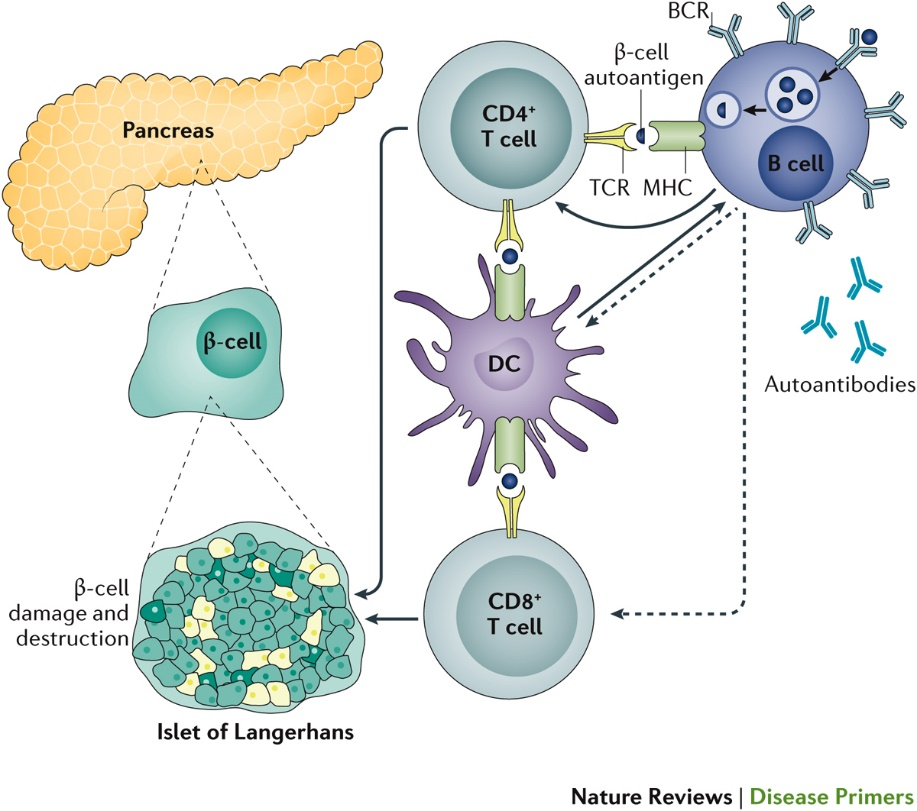 BCR
β-cell
autoantigen
CD4⁺
T cell
Pancreas
B cell
TCR MHC
β-cell
DC
Autoantibodies
β-cell
damage and
destruction
CD8⁺
T cell
Islet of Langerhans
Nature Reviews | Disease Primers